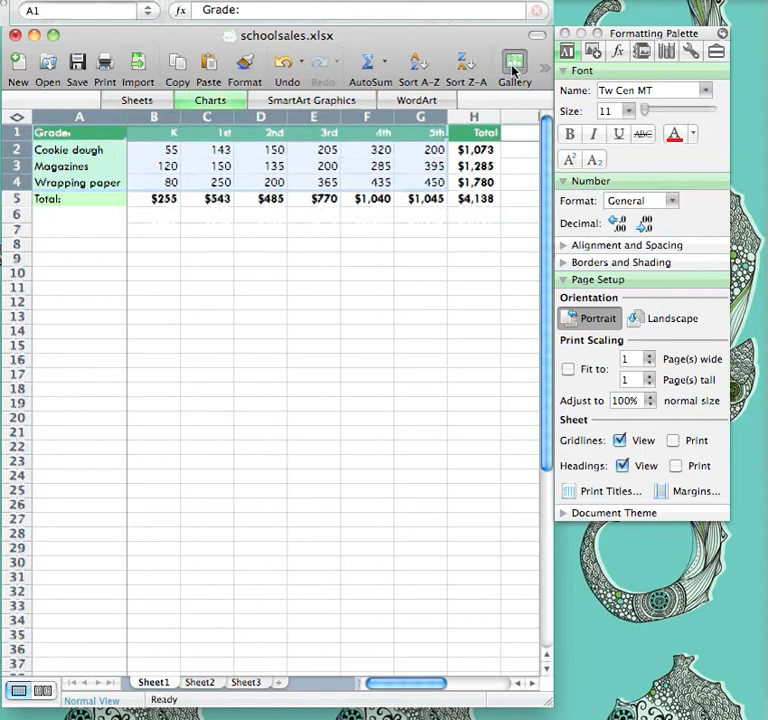 A1 fx Grade:
schoolsales.xlsx
New Open Save Print Import Copy Paste Format Undo Redo AutoSum Sort A-Z Sort Z-A Gallery
Sheets Charts SmartArt Graphics WordArt
A B C D E F G H
1 Grade: K 1st 2nd 3rd 4th 5th Total
2 Cookie dough 55 143 150 205 320 200 $1,073
3 Magazines 120 150 135 200 285 395 $1,285
4 Wrapping paper 80 250 200 365 435 450 $1,780
5 Total: $255 $543 $485 $770 $1,040 $1,045 $4,138
6
7
8
9
10
11
12
13
14
15
16
17
18
19
20
21
22
23
24
25
26
27
28
29
30
31
32
33
34
35
36
37
Sheet1 Sheet2 Sheet3 +
Normal View Ready
Formatting Palette
Font
Name: Tw Cen MT
Size: 11
B I U ABC A
A² A₂
Number
Format: General
Decimal: .0 .00 .00 .0
Alignment and Spacing
Borders and Shading
Page Setup
Orientation
Portrait Landscape
Print Scaling
Fit to: 1 Page(s) wide
1 Page(s) tall
Adjust to 100% normal size
Sheet
Gridlines: View Print
Headings: View Print
Print Titles... Margins...
Document Theme